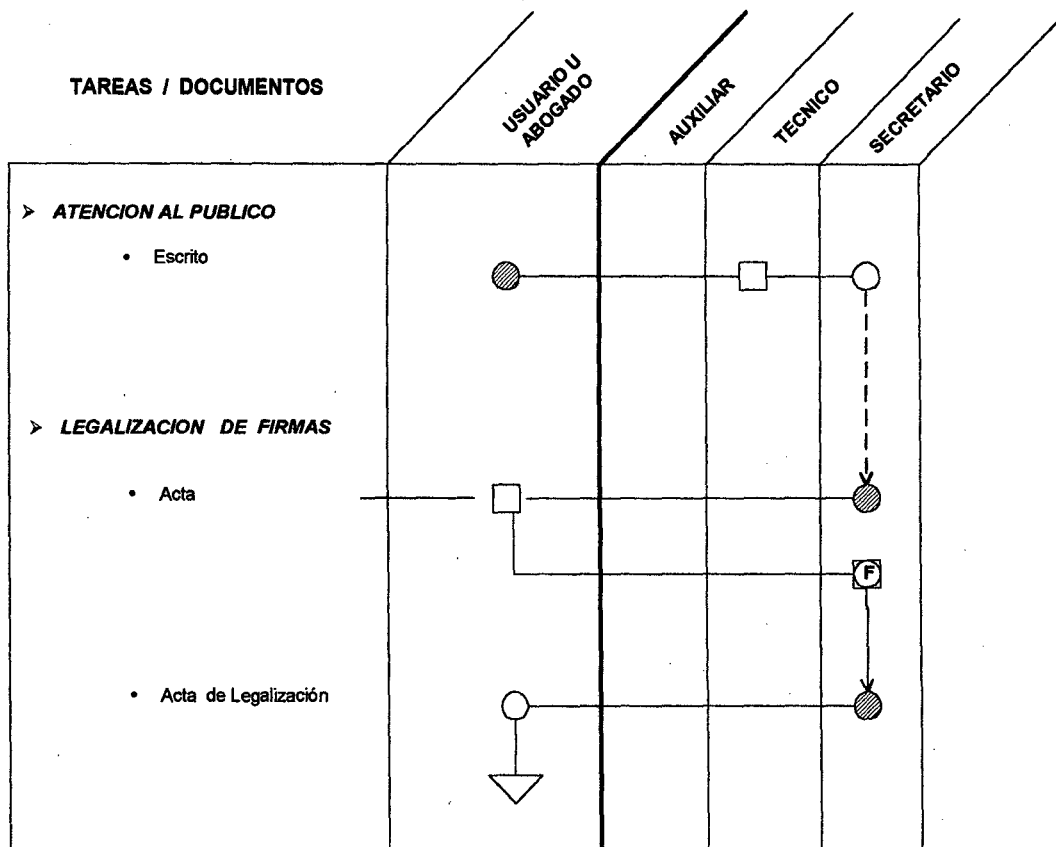 TAREAS / DOCUMENTOS
USUARIO U
ABOGADO
AUXILIAR
TECNICO
SECRETARIO
➢ ATENCION AL PUBLICO
• Escrito
➢ LEGALIZACION DE FIRMAS
• Acta
F
• Acta de Legalización